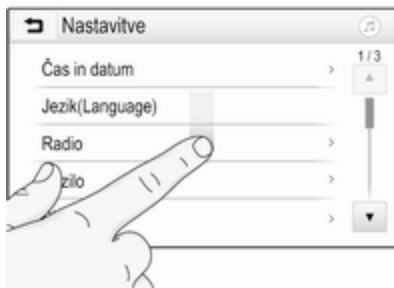 Nastavitve
1/3
Čas in datum
Jezik(Language)
Radio